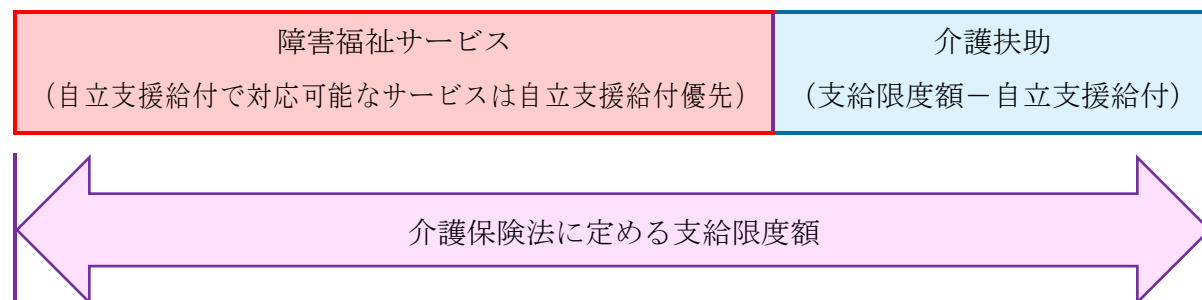 障害福祉サービス
（自立支援給付で対応可能なサービスは自立支援給付優先）
介護扶助
（支給限度額－自立支援給付）
介護保険法に定める支給限度額